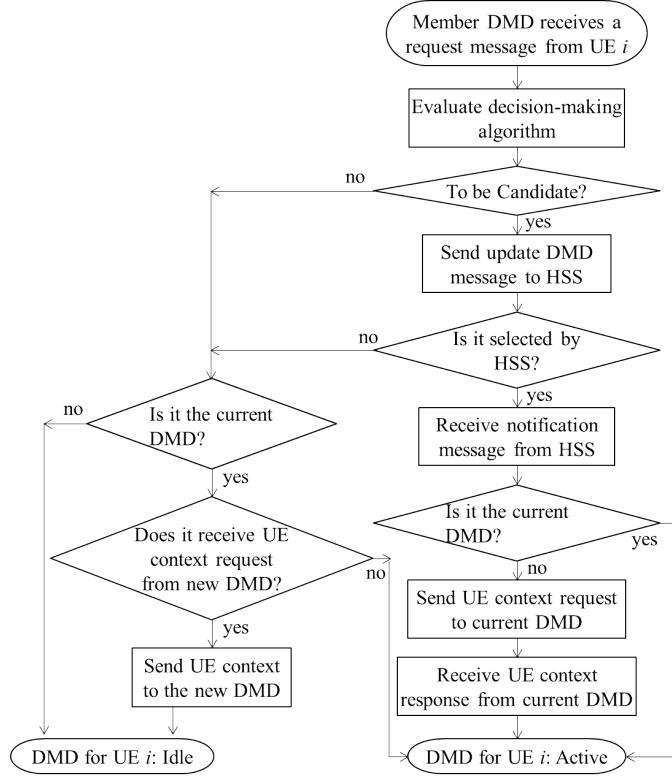 Member DMD receives a
request message from UE i
Evaluate decision-making
algorithm
no
To be Candidate?
yes
Send update DMD
message to HSS
no
Is it selected by
HSS?
yes
no
Is it the current
DMD?
Receive notification
message from HSS
yes
Is it the current
DMD?
yes
Does it receive UE
context request
from new DMD?
no
no
yes
Send UE context request
to current DMD
Send UE context
to the new DMD
Receive UE context
response from current DMD
DMD for UE i: Idle
DMD for UE i: Active